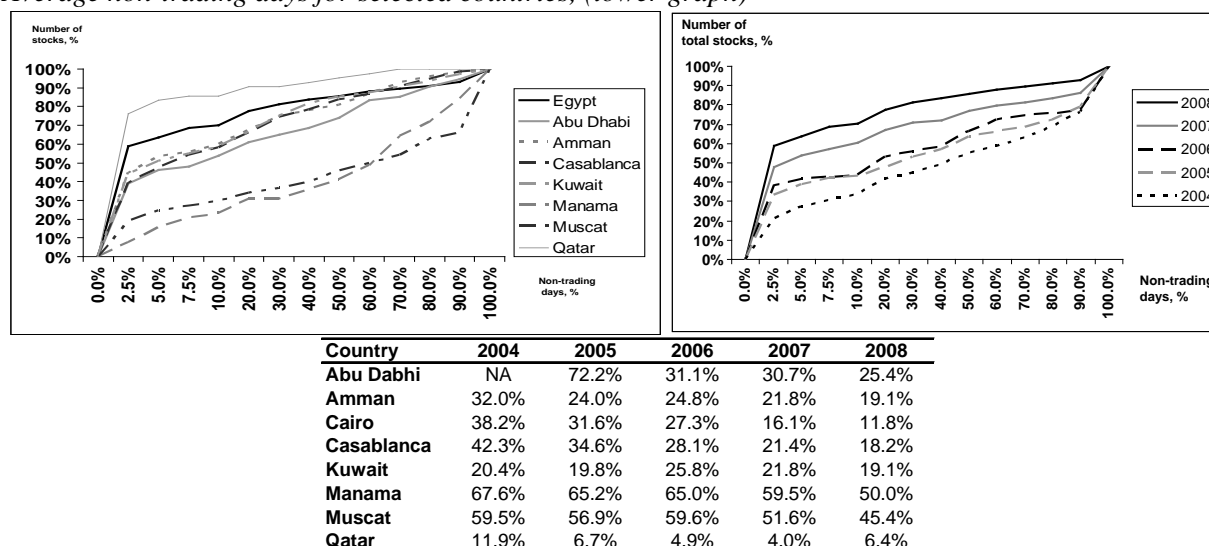 Average non-trading days for selected countries, (lower graph)
Number of
stocks, %
100%
90%
80%
70%
60%
50%
40%
30%
20%
10%
0%
0.0%
2.5%
5.0%
7.5%
10.0%
20.0%
30.0%
40.0%
50.0%
60.0%
70.0%
80.0%
90.0%
100.0%
Non-trading
days, %
Egypt
Abu Dhabi
Amman
Casablanca
Kuwait
Manama
Muscat
Qatar
Number of
total stocks, %
100%
90%
80%
70%
60%
50%
40%
30%
20%
10%
0%
0.0%
2.5%
5.0%
7.5%
10.0%
20.0%
30.0%
40.0%
50.0%
60.0%
70.0%
80.0%
90.0%
100.0%
Non-trading
days, %
2008
2007
2006
2005
2004
Country 2004 2005 2006 2007 2008
Abu Dabhi NA 72.2% 31.1% 30.7% 25.4%
Amman 32.0% 24.0% 24.8% 21.8% 19.1%
Cairo 38.2% 31.6% 27.3% 16.1% 11.8%
Casablanca 42.3% 34.6% 28.1% 21.4% 18.2%
Kuwait 20.4% 19.8% 25.8% 21.8% 19.1%
Manama 67.6% 65.2% 65.0% 59.5% 50.0%
Muscat 59.5% 56.9% 59.6% 51.6% 45.4%
Qatar 11.9% 6.7% 4.9% 4.0% 6.4%